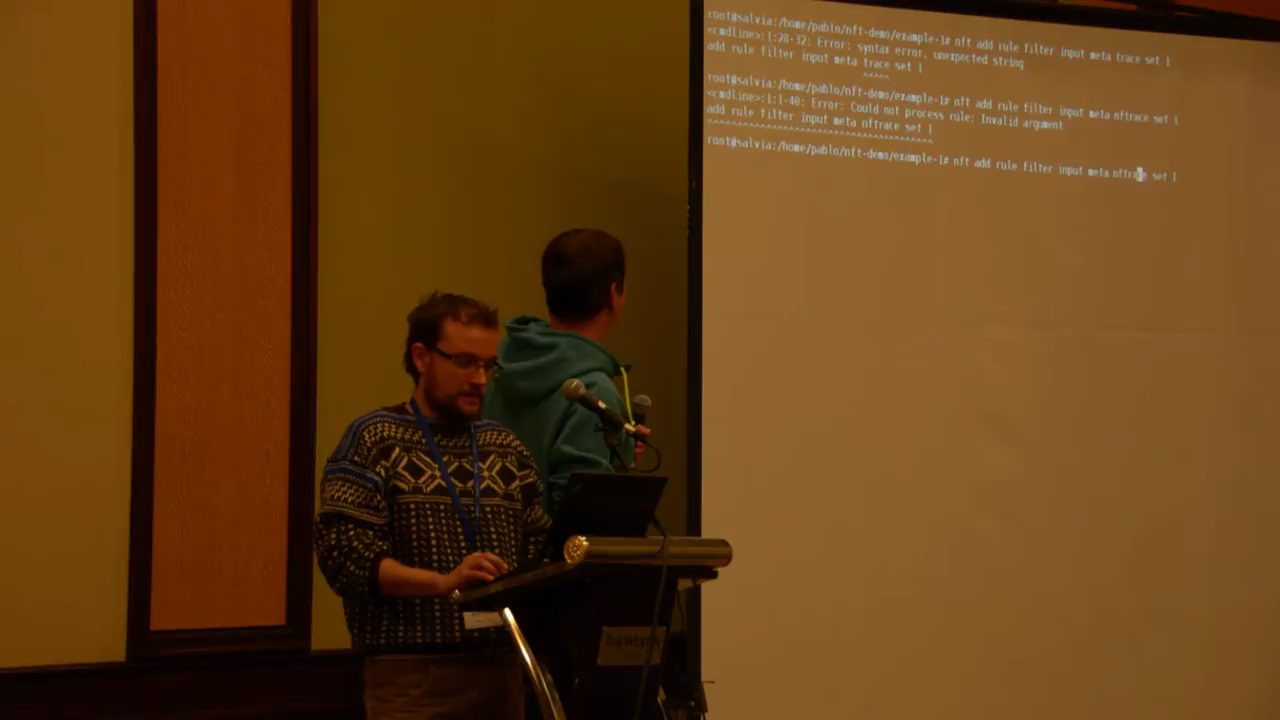 root@salvia:/home/pablo/nft-demo/example-1# nft add rule filter input meta trace set 1
<cmdline>:1:28-32: Error: syntax error, unexpected string
add rule filter input meta trace set 1
^^^^^
root@salvia:/home/pablo/nft-demo/example-1# nft add rule filter input meta nftrace set 1
<cmdline>:1:1-40: Error: Could not process rule: Invalid argument
add rule filter input meta nftrace set 1
^^^^^^^^^^^^^^^^^^^^^^^^^^^^^^^^^^^^^^^^
root@salvia:/home/pablo/nft-demo/example-1# nft add rule filter input meta nftrace set 1